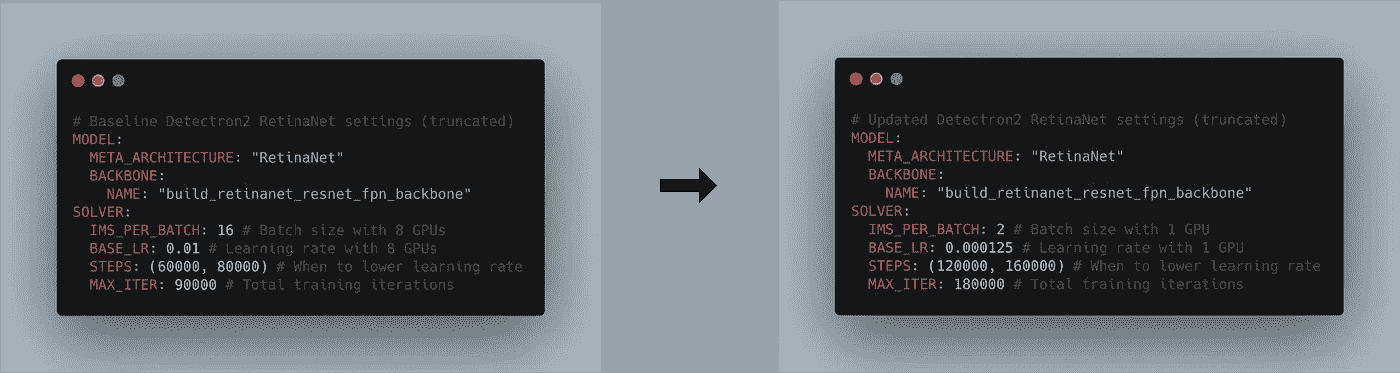 # Baseline Detectron2 RetinaNet settings (truncated)
MODEL:
  META_ARCHITECTURE: "RetinaNet"
  BACKBONE:
    NAME: "build_retinanet_resnet_fpn_backbone"
SOLVER:
  IMS_PER_BATCH: 16 # Batch size with 8 GPUs
  BASE_LR: 0.01 # Learning rate with 8 GPUs
  STEPS: (60000, 80000) # When to lower learning rate
  MAX_ITER: 90000 # Total training iterations
# Updated Detectron2 RetinaNet settings (truncated)
MODEL:
  META_ARCHITECTURE: "RetinaNet"
  BACKBONE:
    NAME: "build_retinanet_resnet_fpn_backbone"
SOLVER:
  IMS_PER_BATCH: 2 # Batch size with 1 GPU
  BASE_LR: 0.000125 # Learning rate with 1 GPU
  STEPS: (120000, 160000) # When to lower learning rate
  MAX_ITER: 180000 # Total training iterations